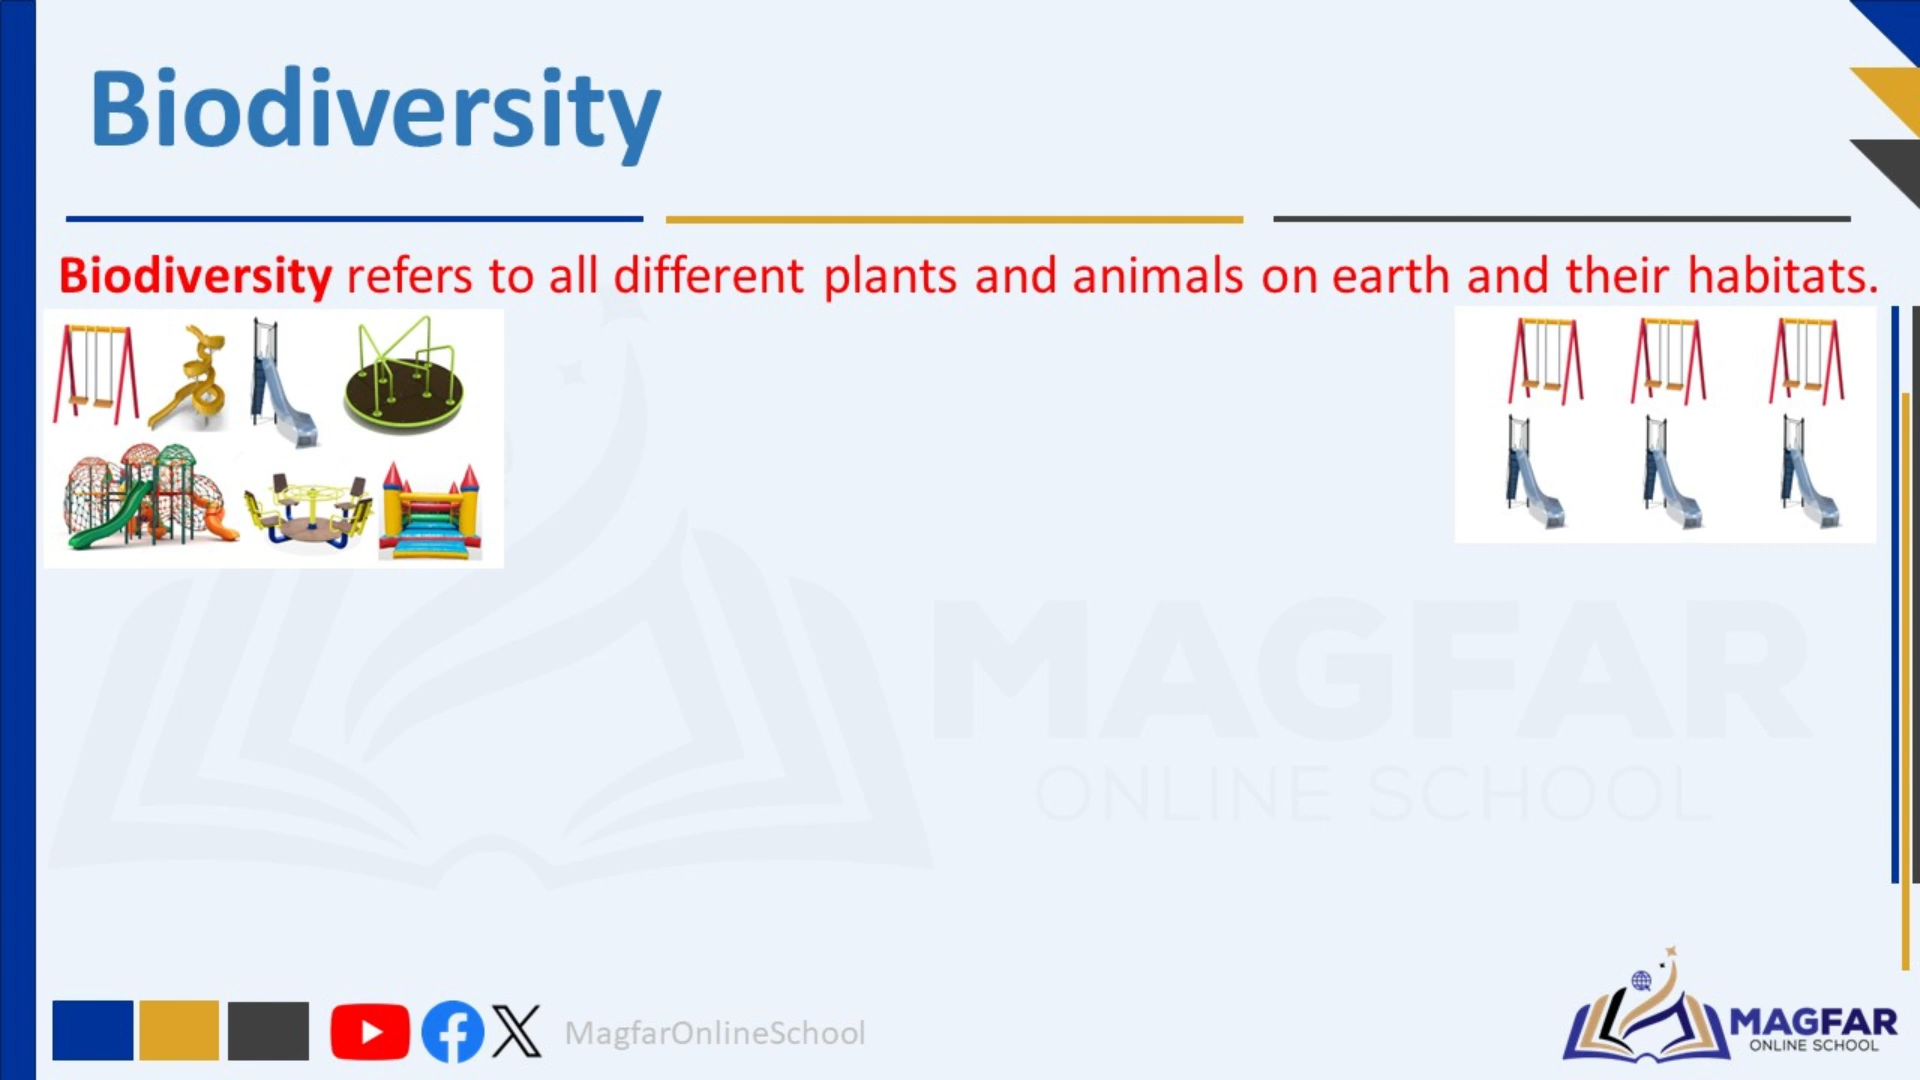 Biodiversity
Biodiversity refers to all different plants and animals on earth and their habitats.
MAGFAR
ONLINE SCHOOL
MagfarOnlineSchool
MAGFAR
ONLINE SCHOOL